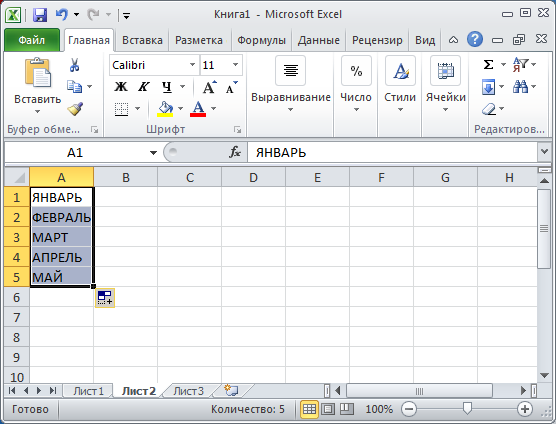 Книга1 - Microsoft Excel
Файл Главная Вставка Разметка Формулы Данные Рецензир Вид
Вставить
Calibri 11
Ж К Ч
Выравнивание
Число
Стили
Ячейки
Буфер обме... Шрифт Редактиров...
A1 fx ЯНВАРЬ
A B C D E F G H
1 ЯНВАРЬ
2 ФЕВРАЛЬ
3 МАРТ
4 АПРЕЛЬ
5 МАЙ
6
7
8
9
10
Лист1 Лист2 Лист3
Готово Количество: 5 100%